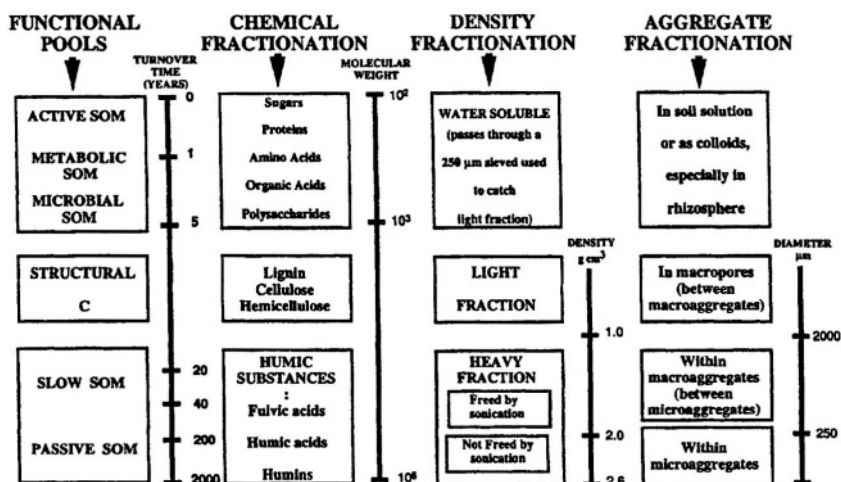 FUNCTIONAL
POOLS
TURNOVER
TIME
(YEARS)
0
1
5
20
40
200
2000
ACTIVE SOM
METABOLIC
SOM
MICROBIAL
SOM
STRUCTURAL
C
SLOW SOM
PASSIVE SOM
CHEMICAL
FRACTIONATION
MOLECULAR
WEIGHT
10²
10³
10⁶
Sugars
Proteins
Amino Acids
Organic Acids
Polysaccharides
Lignin
Cellulose
Hemicellulose
HUMIC
SUBSTANCES
:
Fulvic acids
Humic acids
Humins
DENSITY
FRACTIONATION
WATER SOLUBLE
(passes through a
250 μm sieved used
to catch
light fraction)
DENSITY
g cm³
1.0
2.0
2.6
LIGHT
FRACTION
HEAVY
FRACTION
Freed by
sonication
Not Freed by
sonication
AGGREGATE
FRACTIONATION
In soil solution
or as colloids,
especially in
rhizosphere
DIAMETER
μm
2000
250
In macropores
(between
macroaggregates)
Within
macroaggregates
(between
microaggregates)
Within
microaggregates